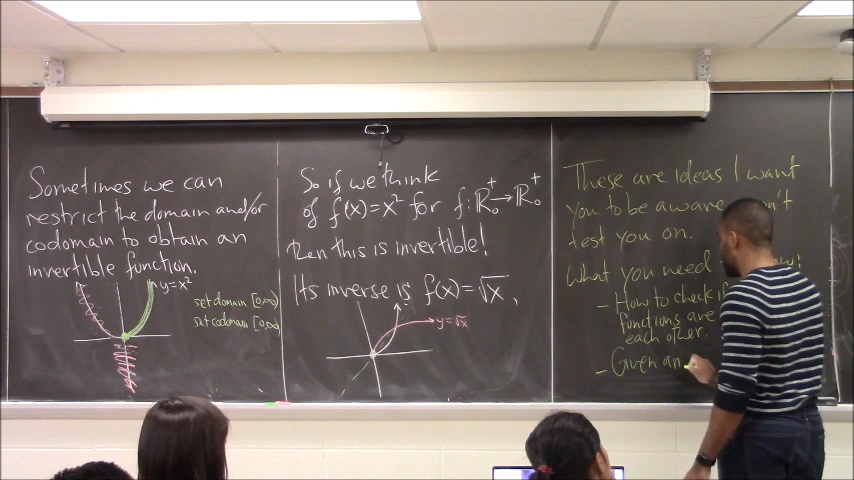 Sometimes we can
restrict the domain and/or
codomain to obtain an
invertible function.
y=x²
set domain [0,∞)
set codomain [0,∞)
So if we think
of f(x)=x² for f: ℝ₀⁺→ℝ₀⁺
then this is invertible!
Its inverse is f(x)=√x,
y=√x
These are ideas I want
you to be aware
test you on.
What you need
- How to check if
functions are
each other.
- Given an